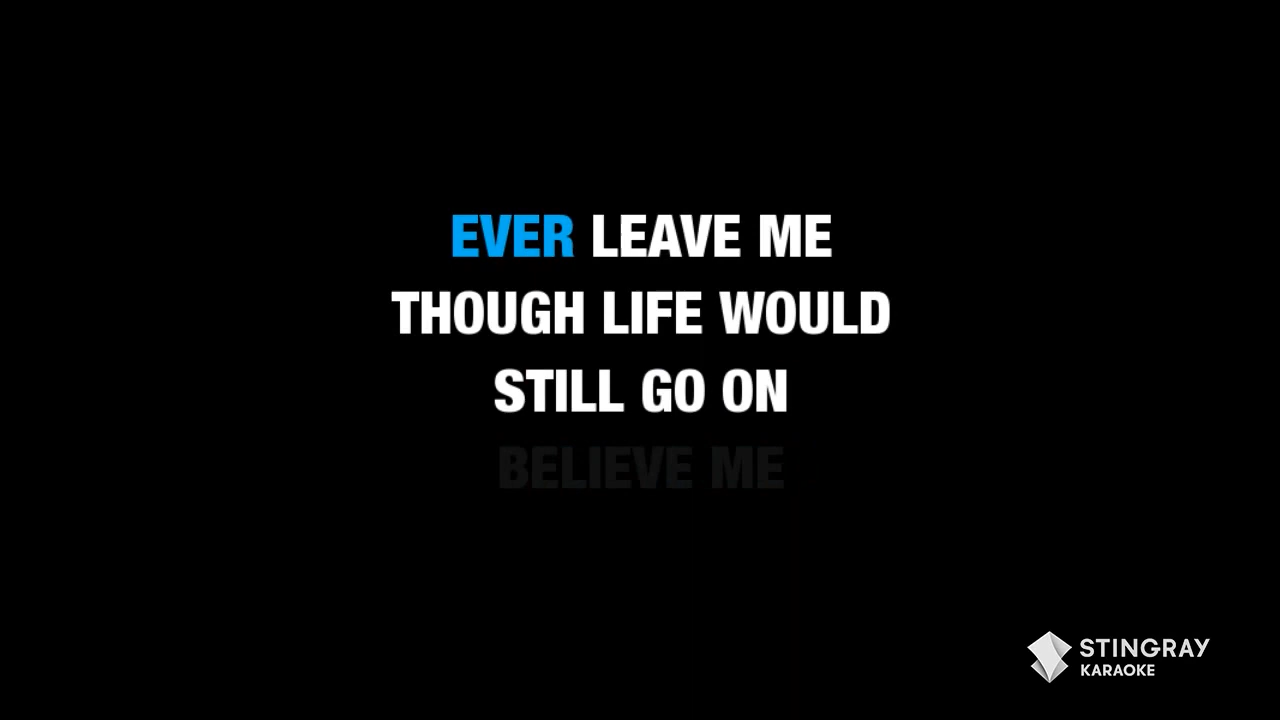 EVER LEAVE ME
THOUGH LIFE WOULD
STILL GO ON
BELIEVE ME
STINGRAY
KARAOKE